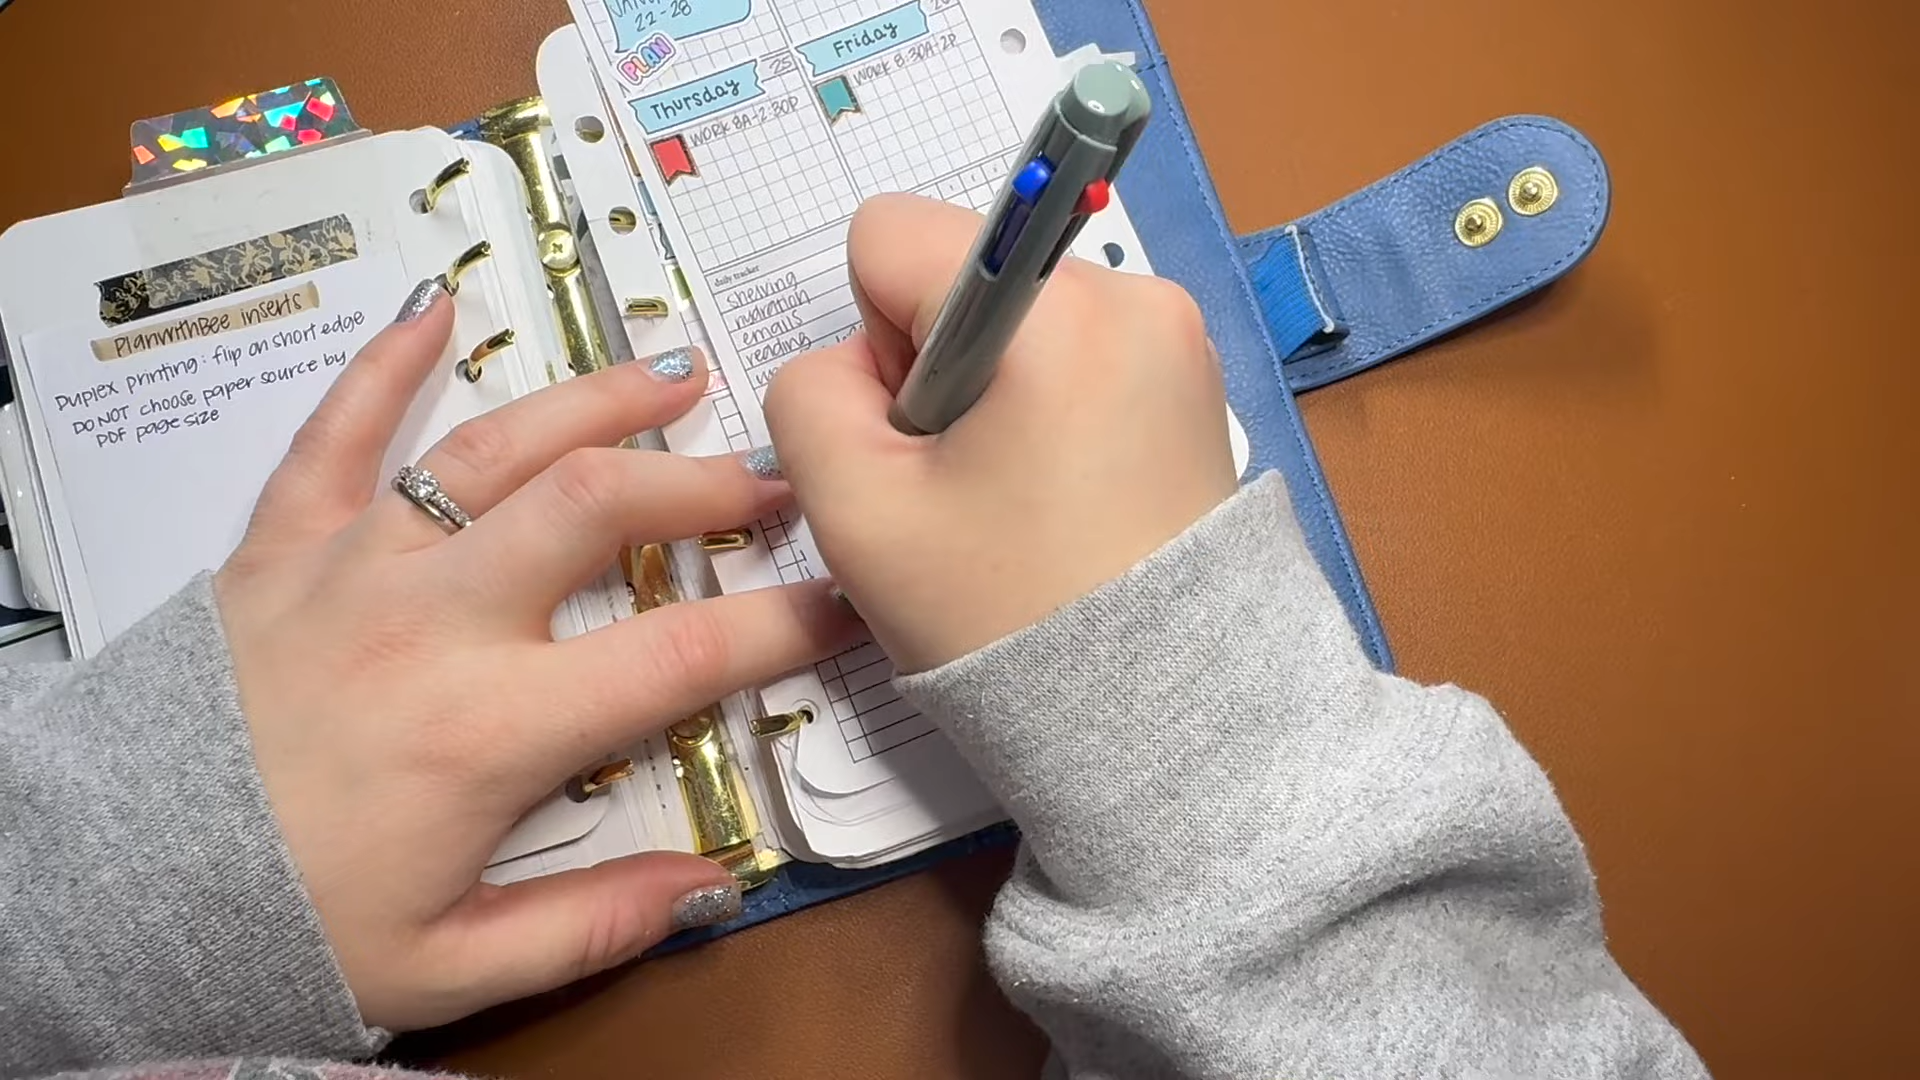 PlanwithBee inserts
Duplex printing: flip on short edge
DO NOT choose paper source by
PDF page size
22-28
PLAN
Thursday
25
WORK 8A-2:30P
Friday
WORK 8:30A-2P
daily tracker
shelving
hydration
emails
reading